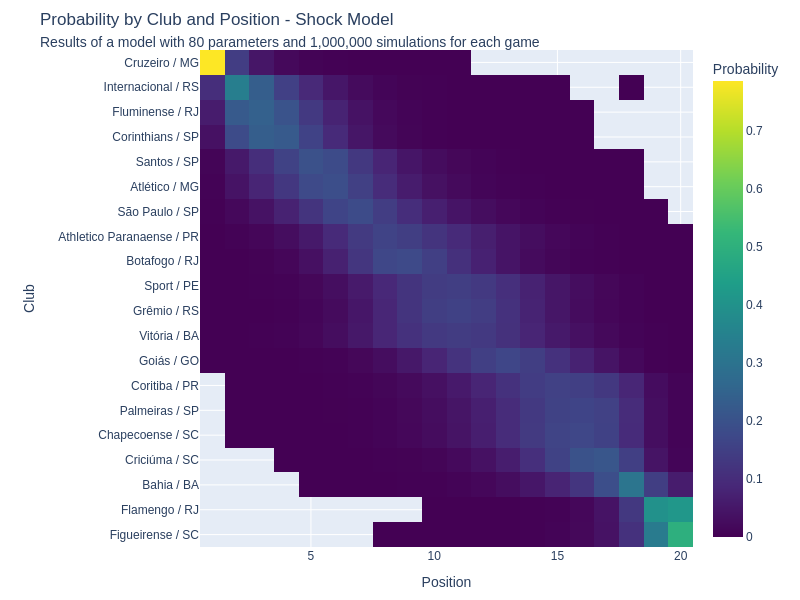 Probability by Club and Position - Shock Model
Results of a model with 80 parameters and 1,000,000 simulations for each game
Probability
Cruzeiro / MG
Internacional / RS
Fluminense / RJ
Corinthians / SP
Santos / SP
Atlético / MG
São Paulo / SP
Athletico Paranaense / PR
Botafogo / RJ
Sport / PE
Grêmio / RS
Vitória / BA
Goiás / GO
Coritiba / PR
Palmeiras / SP
Chapecoense / SC
Criciúma / SC
Bahia / BA
Flamengo / RJ
Figueirense / SC
Club
0.7
0.6
0.5
0.4
0.3
0.2
0.1
0
5 10 15 20
Position